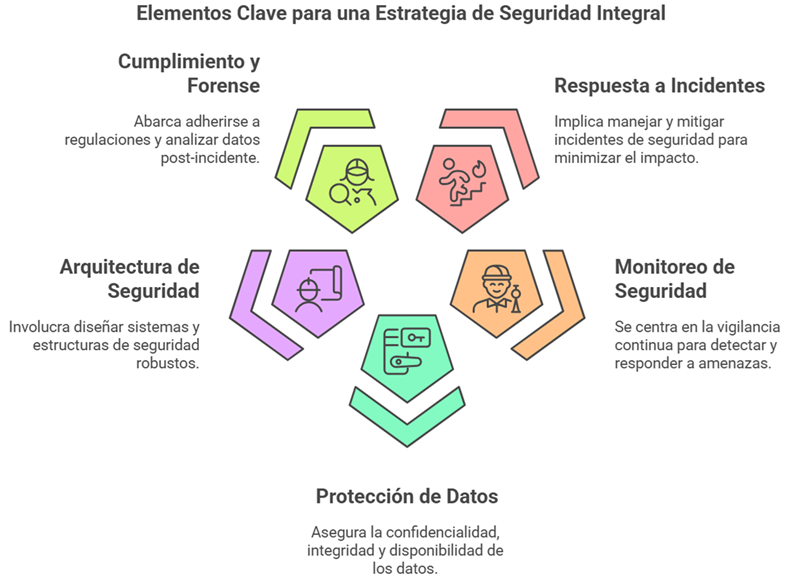 Elementos Clave para una Estrategia de Seguridad Integral
Cumplimiento y
Forense
Abarca adherirse a
regulaciones y analizar datos
post-incidente.
Respuesta a Incidentes
Implica manejar y mitigar
incidentes de seguridad para
minimizar el impacto.
Arquitectura de
Seguridad
Involucra diseñar sistemas y
estructuras de seguridad
robustos.
Monitoreo de
Seguridad
Se centra en la vigilancia
continua para detectar y
responder a amenazas.
Protección de Datos
Asegura la confidencialidad,
integridad y disponibilidad de
los datos.